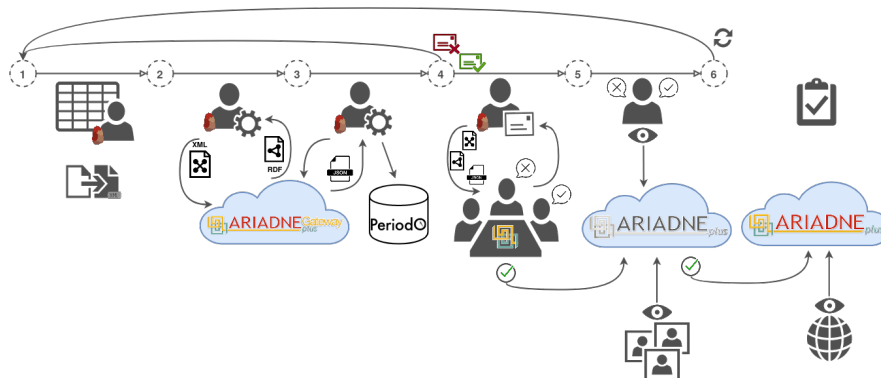 1
2
3
4
5
6
XML
RDF
JSON
JSON
ARIADNE Gateway
plus
PeriodO
ARIADNE
plus
ARIADNE
plus